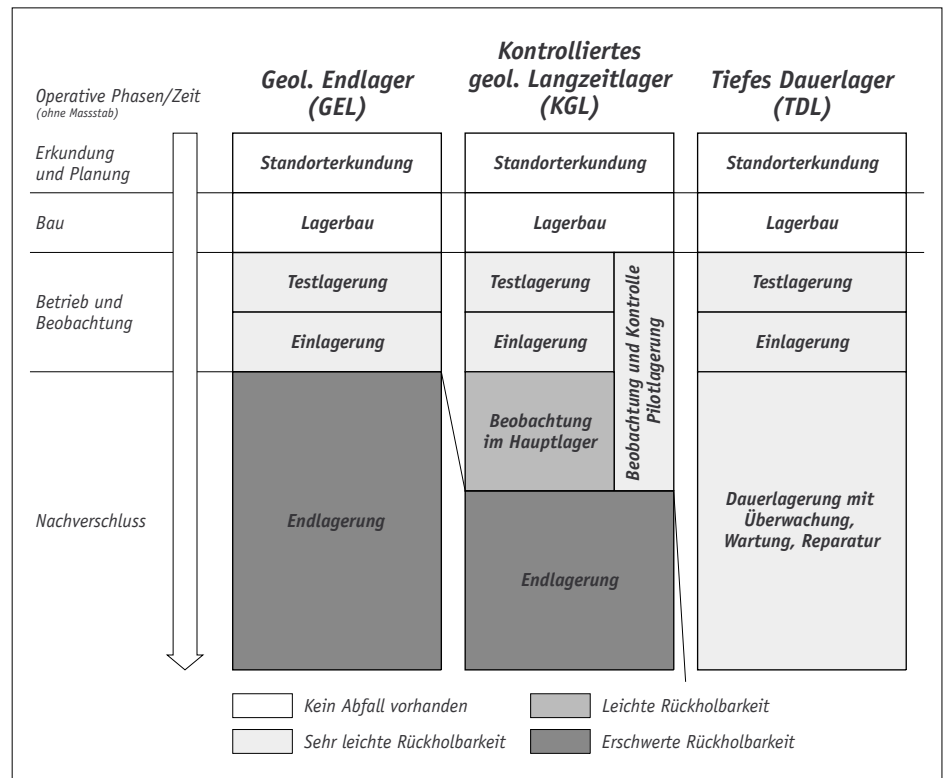 Operative Phasen/Zeit
(ohne Massstab)
Geol. Endlager
(GEL)
Kontrolliertes
geol. Langzeitlager
(KGL)
Tiefes Dauerlager
(TDL)
Erkundung
und Planung
Standorterkundung
Standorterkundung
Standorterkundung
Bau
Lagerbau
Lagerbau
Lagerbau
Betrieb und
Beobachtung
Testlagerung
Testlagerung
Testlagerung
Einlagerung
Einlagerung
Einlagerung
Beobachtung und Kontrolle
Pilotlagerung
Nachverschluss
Endlagerung
Beobachtung
im Hauptlager
Endlagerung
Dauerlagerung mit
Überwachung,
Wartung, Reparatur
Kein Abfall vorhanden
Leichte Rückholbarkeit
Sehr leichte Rückholbarkeit
Erschwerte Rückholbarkeit